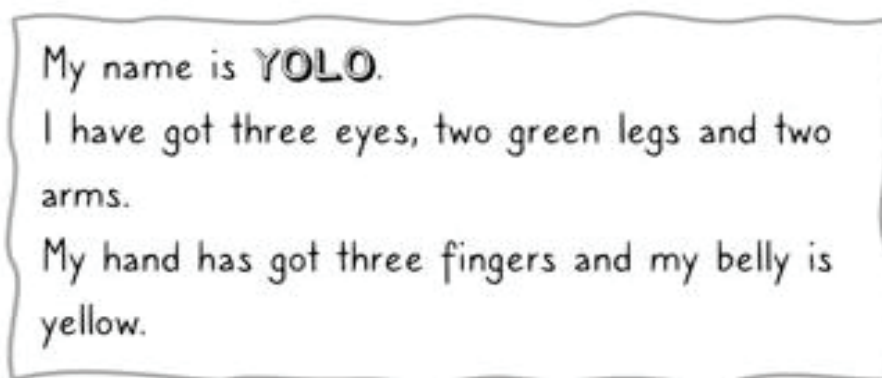 My name is YOLO.
I have got three eyes, two green legs and two
arms.
My hand has got three fingers and my belly is
yellow.